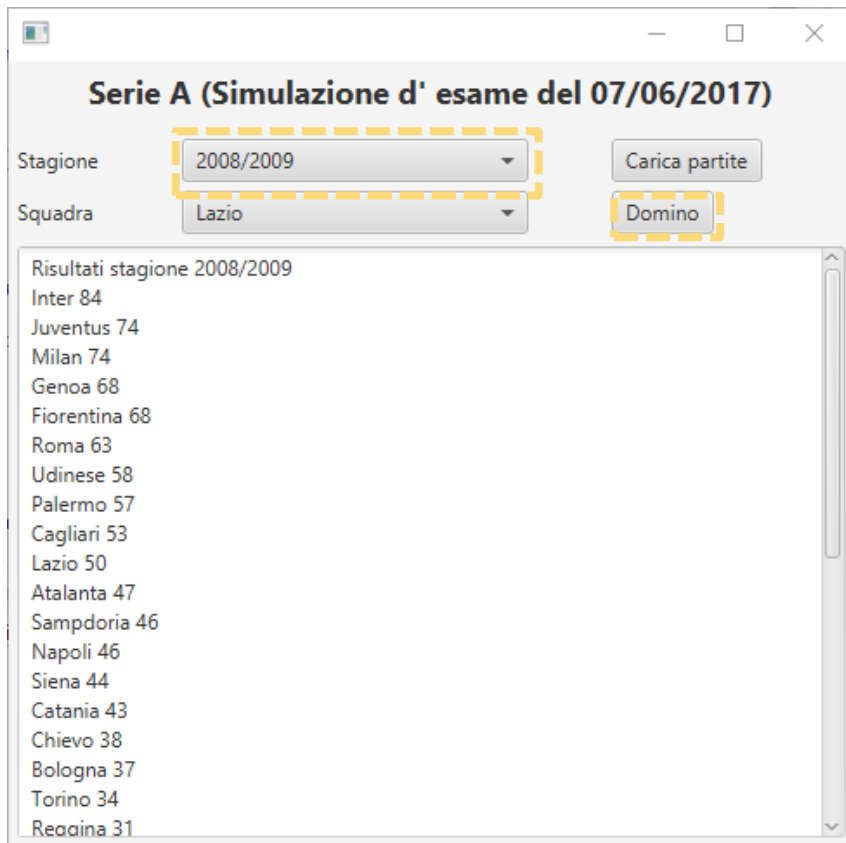 Serie A (Simulazione d' esame del 07/06/2017)
Stagione 2008/2009 Carica partite
Squadra Lazio Domino
Risultati stagione 2008/2009
Inter 84
Juventus 74
Milan 74
Genoa 68
Fiorentina 68
Roma 63
Udinese 58
Palermo 57
Cagliari 53
Lazio 50
Atalanta 47
Sampdoria 46
Napoli 46
Siena 44
Catania 43
Chievo 38
Bologna 37
Torino 34
Reggina 31